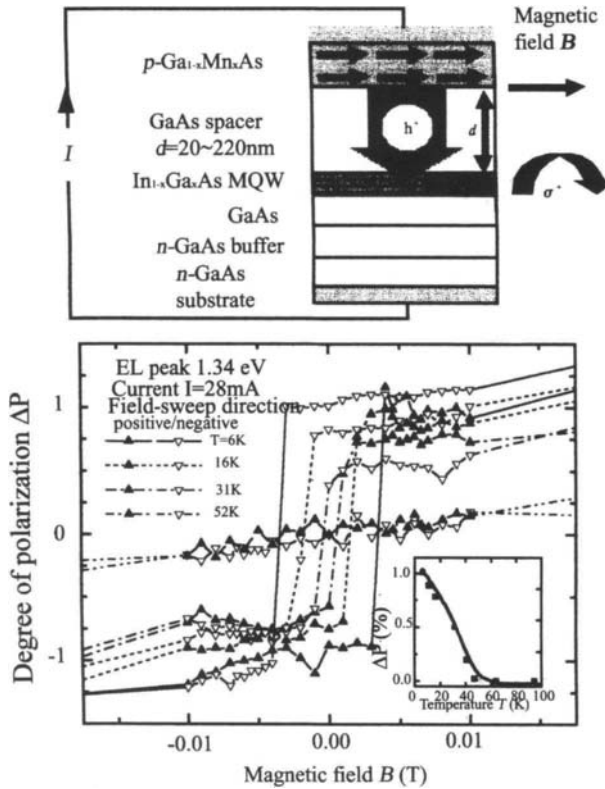 Magnetic
field B
p-Ga1-xMnxAs
GaAs spacer
d=20~220nm
h+
d
I
In1-xGaxAs MQW
σ+
GaAs
n-GaAs buffer
n-GaAs
substrate
EL peak 1.34 eV
Current I=28mA
Field-sweep direction
positive/negative
T=6K
16K
31K
52K
1
0
-1
Degree of polarization ΔP
1.0
0.5
0.0
ΔP (%)
0 20 40 60 80 100
Temperature T (K)
-0.01 0.00 0.01
Magnetic field B (T)